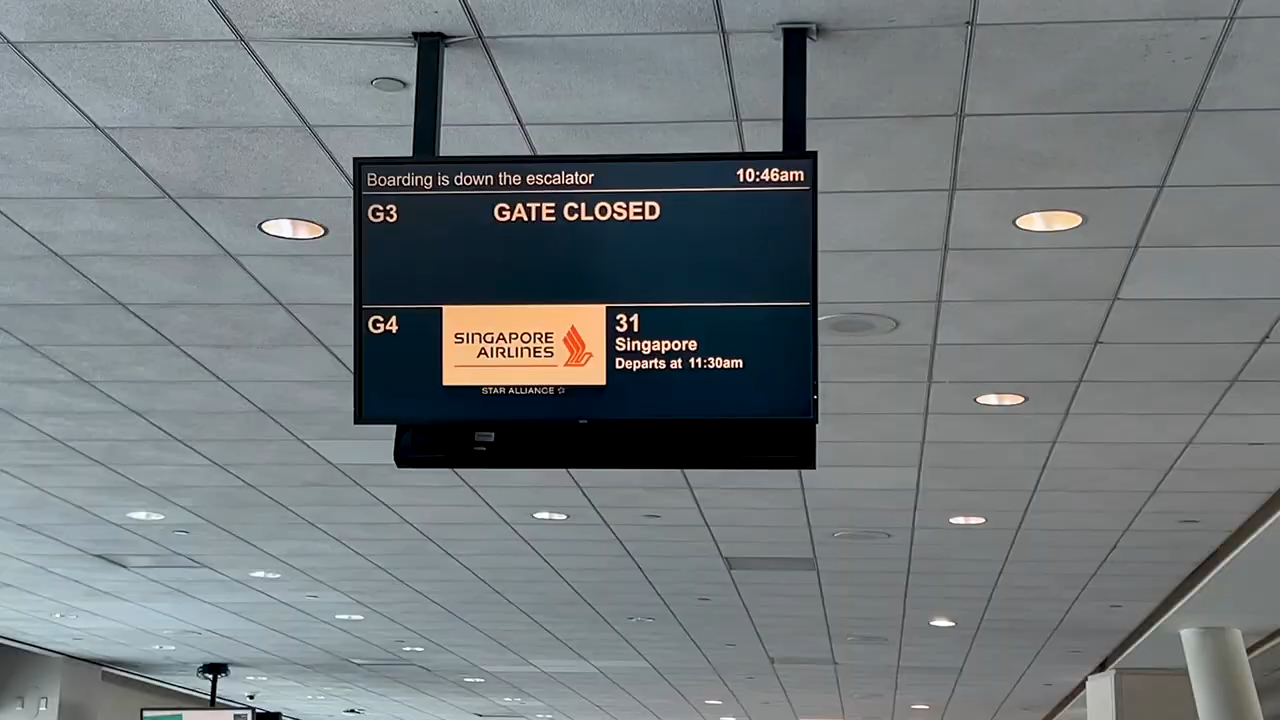 Boarding is down the escalator 10:46am
G3 GATE CLOSED
G4
SINGAPORE
AIRLINES
STAR ALLIANCE
31
Singapore
Departs at 11:30am